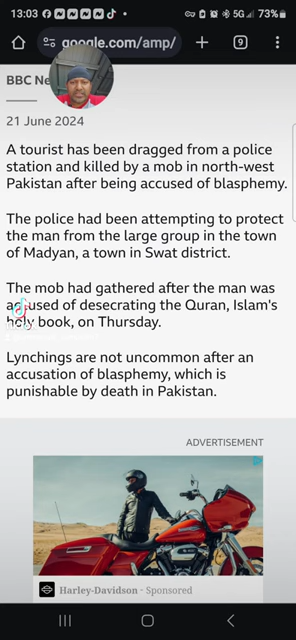 13:03
5G
73%
google.com/amp/
9
BBC Ne
21 June 2024
A tourist has been dragged from a police
station and killed by a mob in north-west
Pakistan after being accused of blasphemy.
The police had been attempting to protect
the man from the large group in the town
of Madyan, a town in Swat district.
The mob had gathered after the man was
accused of desecrating the Quran, Islam's
holy book, on Thursday.
Lynchings are not uncommon after an
accusation of blasphemy, which is
punishable by death in Pakistan.
ADVERTISEMENT
Harley-Davidson · Sponsored